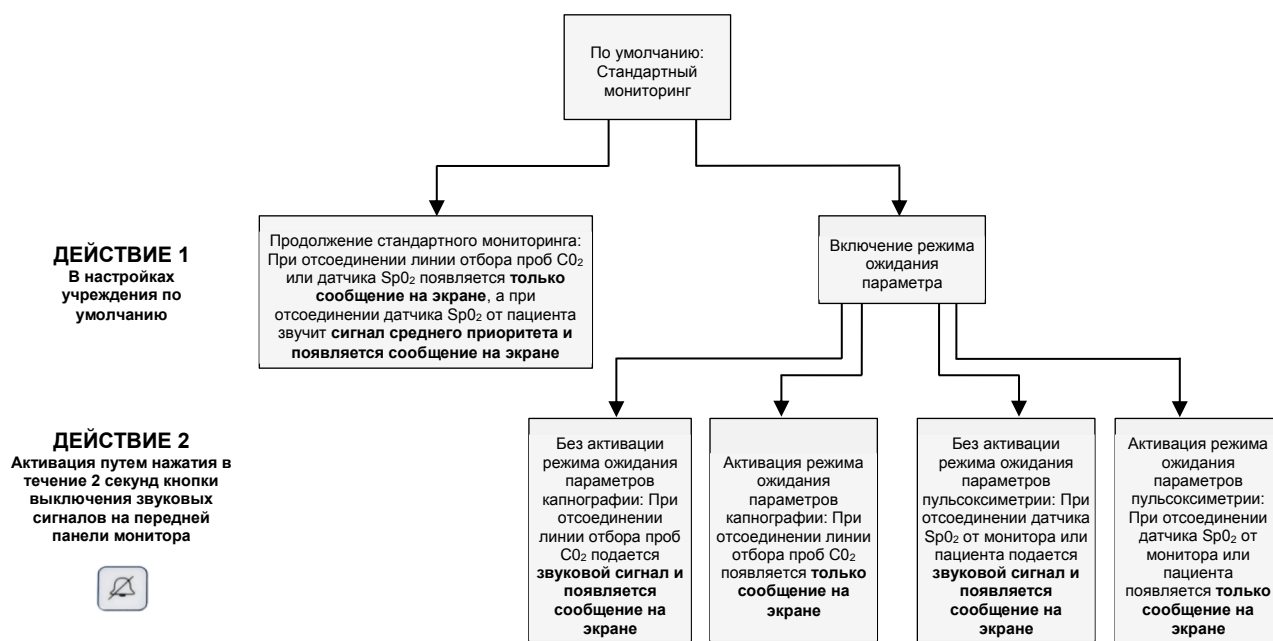 По умолчанию:
Стандартный
мониторинг
ДЕЙСТВИЕ 1
В настройках
учреждения по
умолчанию
Продолжение стандартного мониторинга:
При отсоединении линии отбора проб C0₂
или датчика Sp0₂ появляется только
сообщение на экране, а при
отсоединении датчика Sp0₂ от пациента
звучит сигнал среднего приоритета и
появляется сообщение на экране
Включение режима
ожидания
параметра
ДЕЙСТВИЕ 2
Активация путем нажатия в
течение 2 секунд кнопки
выключения звуковых
сигналов на передней
панели монитора
Без активации
режима ожидания
параметров
капнографии: При
отсоединении
линии отбора проб
C0₂ подается
звуковой сигнал и
появляется
сообщение на
экране
Активация режима
ожидания
параметров
капнографии: При
отсоединении линии
отбора проб C0₂
появляется только
сообщение на
экране
Без активации
режима ожидания
параметров
пульсоксиметрии: При
отсоединении датчика
Sp0₂ от монитора или
пациента подается
звуковой сигнал и
появляется
сообщение на
экране
Активация режима
ожидания
параметров
пульсоксиметрии:
При отсоединении
датчика Sp0₂ от
монитора или
пациента
появляется только
сообщение на
экране